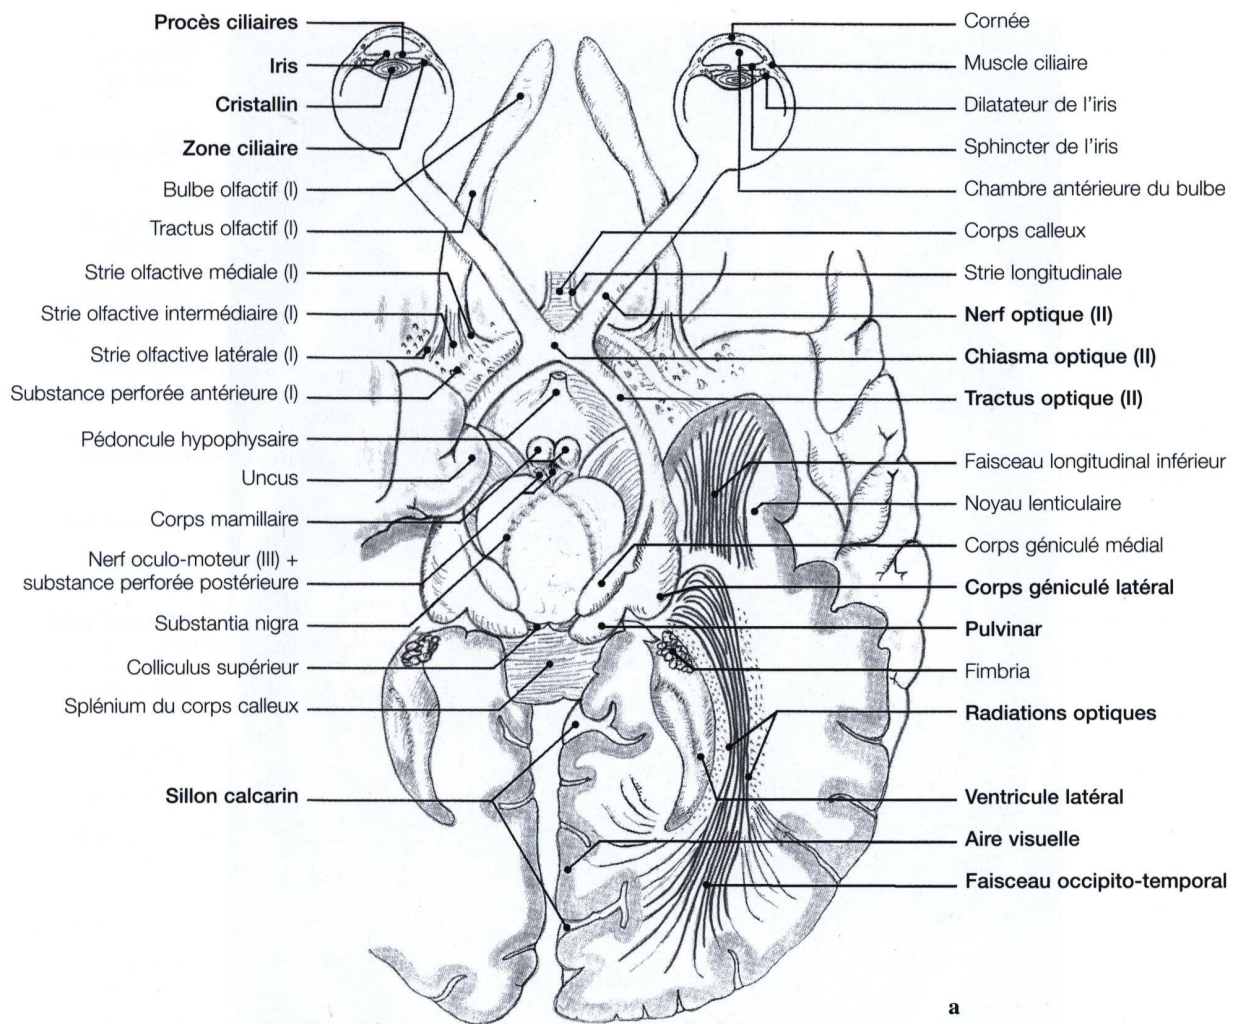 Procès ciliaires
Iris
Cristallin
Zone ciliaire
Bulbe olfactif (I)
Tractus olfactif (I)
Strie olfactive médiale (I)
Strie olfactive intermédiaire (I)
Strie olfactive latérale (I)
Substance perforée antérieure (I)
Pédoncule hypophysaire
Uncus
Corps mamillaire
Nerf oculo-moteur (III) +
substance perforée postérieure
Substantia nigra
Colliculus supérieur
Splénium du corps calleux
Sillon calcarin
Cornée
Muscle ciliaire
Dilatateur de l'iris
Sphincter de l'iris
Chambre antérieure du bulbe
Corps calleux
Strie longitudinale
Nerf optique (II)
Chiasma optique (II)
Tractus optique (II)
Faisceau longitudinal inférieur
Noyau lenticulaire
Corps géniculé médial
Corps géniculé latéral
Pulvinar
Fimbria
Radiations optiques
Ventricule latéral
Aire visuelle
Faisceau occipito-temporal
a